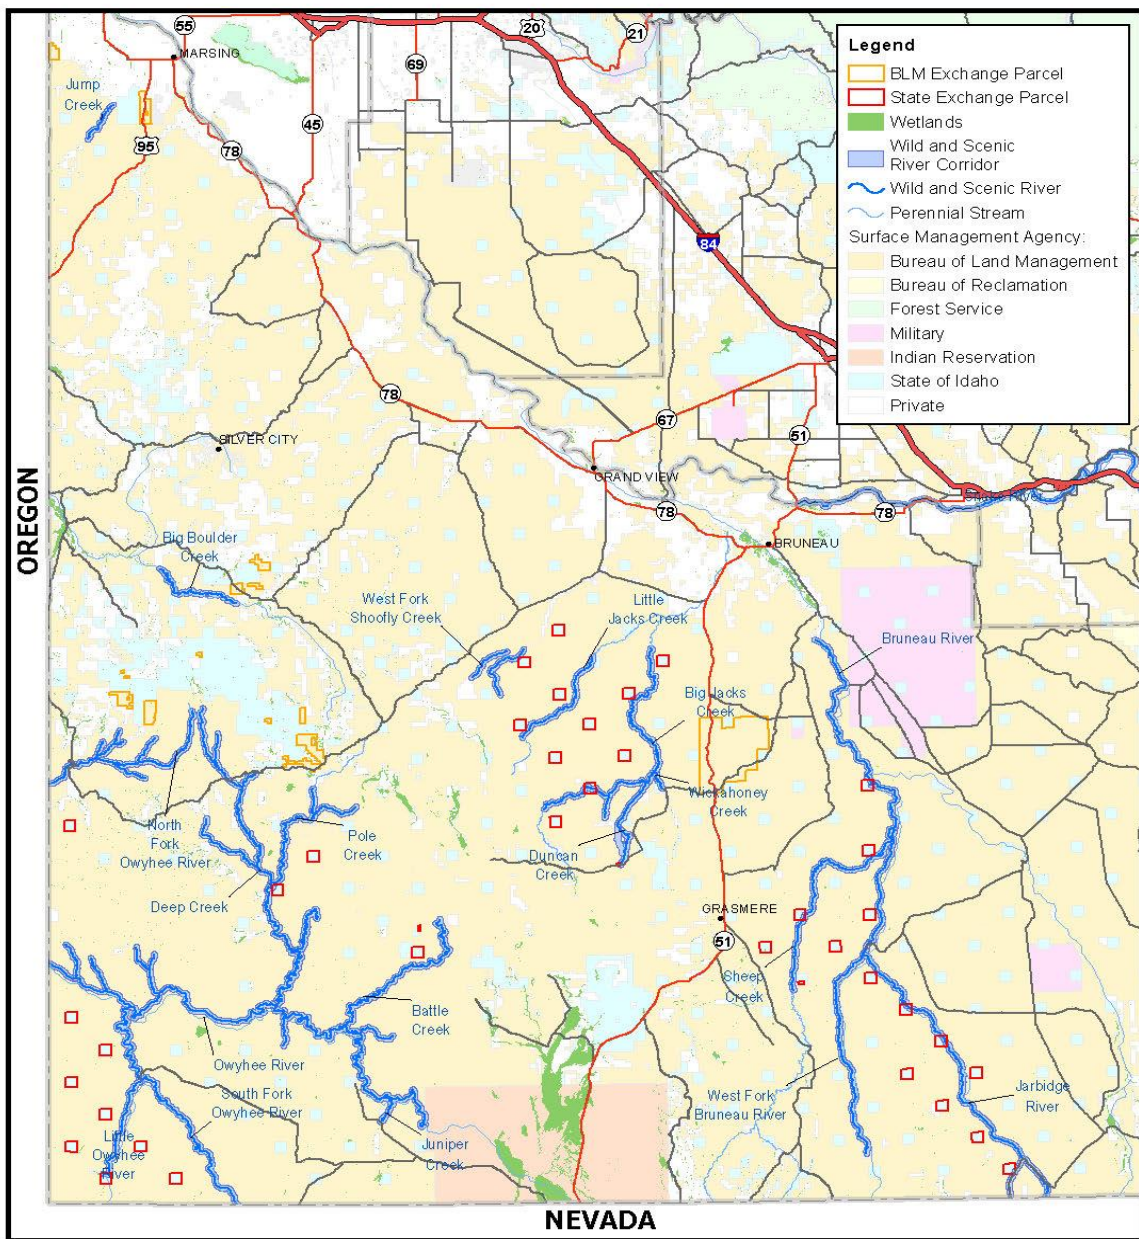 55
MARSING
20
21
69
Jump
Creek
95
45
78
84
Legend
BLM Exchange Parcel
State Exchange Parcel
Wetlands
Wild and Scenic
River Corridor
Wild and Scenic River
Perennial Stream
Surface Management Agency:
Bureau of Land Management
Bureau of Reclamation
Forest Service
Military
Indian Reservation
State of Idaho
Private
78
67
51
SILVER CITY
GRAND VIEW
78
78
Snake River
BRUNEAU
OREGON
Big Boulder
Creek
West Fork
Shoofly Creek
Little
Jacks Creek
Bruneau River
Big Jacks
Creek
Wickahoney
Creek
North
Fork
Owyhee River
Pole
Creek
Duncan
Creek
Deep Creek
GRASMERE
51
Sheep
Creek
Battle
Creek
Owyhee River
South Fork
Owyhee River
West Fork
Bruneau River
Jarbidge
River
Little
Owyhee
River
Juniper
Creek
NEVADA